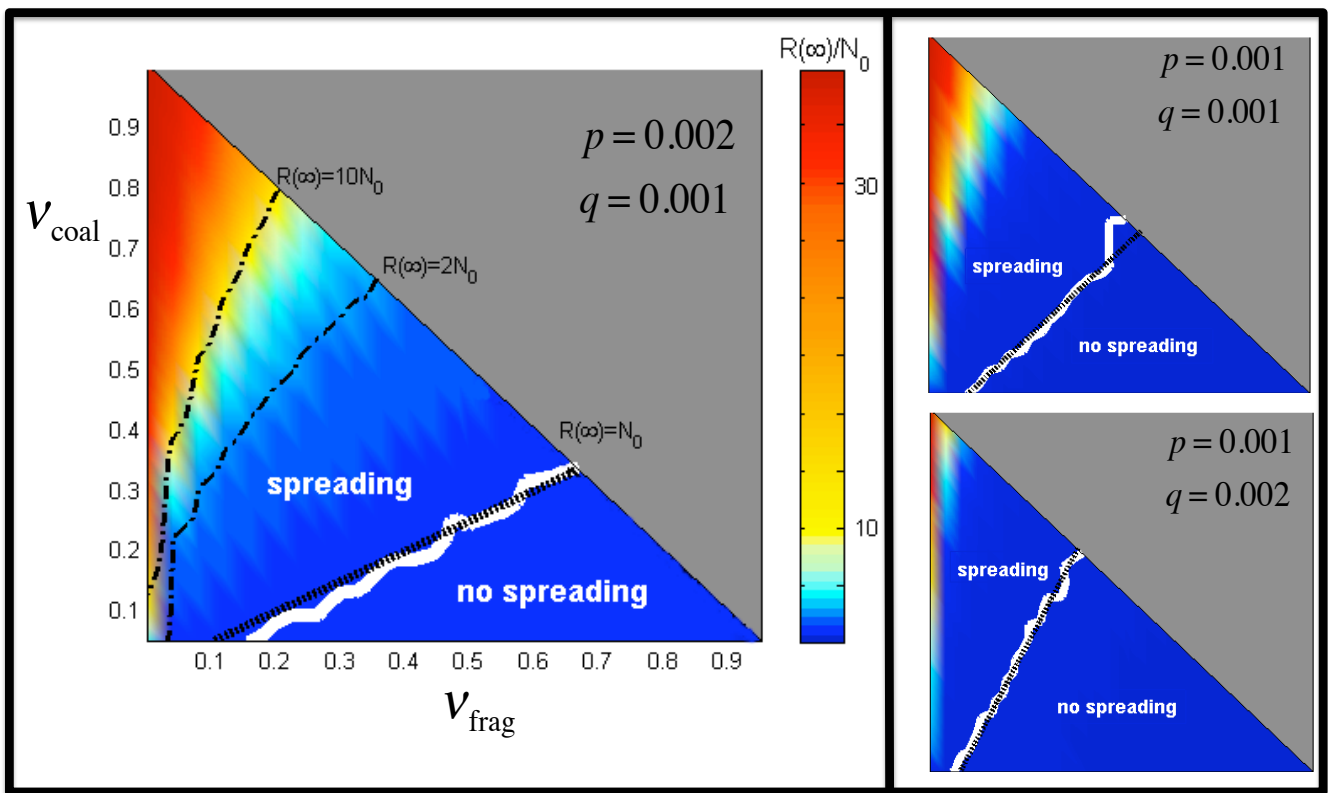 R(∞)/N₀
0
30
10
p = 0.002
q = 0.001
ν_coal
0.9
0.8
0.7
0.6
0.5
0.4
0.3
0.2
0.1
R(∞)=10N₀
R(∞)=2N₀
R(∞)=N₀
spreading
no spreading
0.1 0.2 0.3 0.4 0.5 0.6 0.7 0.8 0.9
ν_frag
p = 0.001
q = 0.001
spreading
no spreading
p = 0.001
q = 0.002
spreading
no spreading